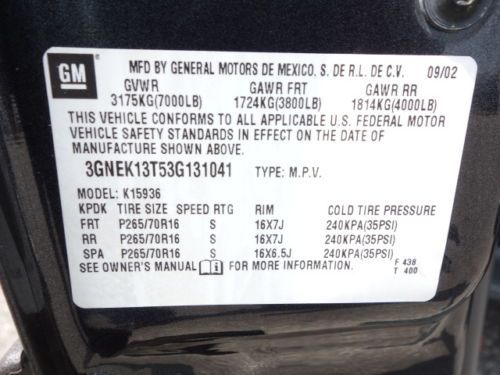 GM
MFD BY GENERAL MOTORS DE MEXICO, S. DE R.L. DE C.V. 09/02
GVWR GAWR FRT GAWR RR
3175KG(7000LB) 1724KG(3800LB) 1814KG(4000LB)
THIS VEHICLE CONFORMS TO ALL APPLICABLE U.S. FEDERAL MOTOR
VEHICLE SAFETY STANDARDS IN EFFECT ON THE DATE OF
MANUFACTURE SHOWN ABOVE.
3GNEK13T53G131041 TYPE: M.P.V.
MODEL: K15936
KPDK TIRE SIZE SPEED RTG RIM COLD TIRE PRESSURE
FRT P265/70R16 S 16X7J 240KPA(35PSI)
RR P265/70R16 S 16X7J 240KPA(35PSI)
SPA P265/70R16 S 16X6.5J 240KPA(35PSI)
SEE OWNER'S MANUAL i FOR MORE INFORMATION. F 438
T 400